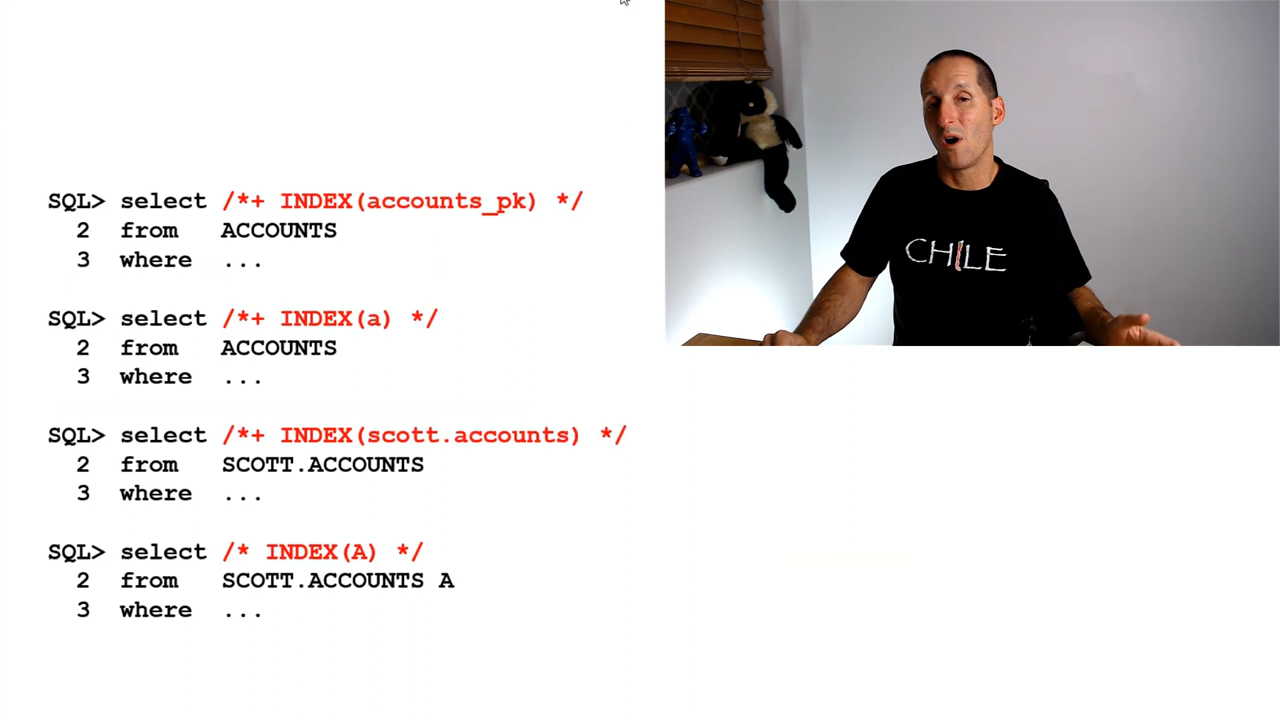 SQL> select /*+ INDEX(accounts_pk) */
2 from ACCOUNTS
3 where ...
SQL> select /*+ INDEX(a) */
2 from ACCOUNTS
3 where ...
SQL> select /*+ INDEX(scott.accounts) */
2 from SCOTT.ACCOUNTS
3 where ...
SQL> select /* INDEX(A) */
2 from SCOTT.ACCOUNTS A
3 where ...
CHILE